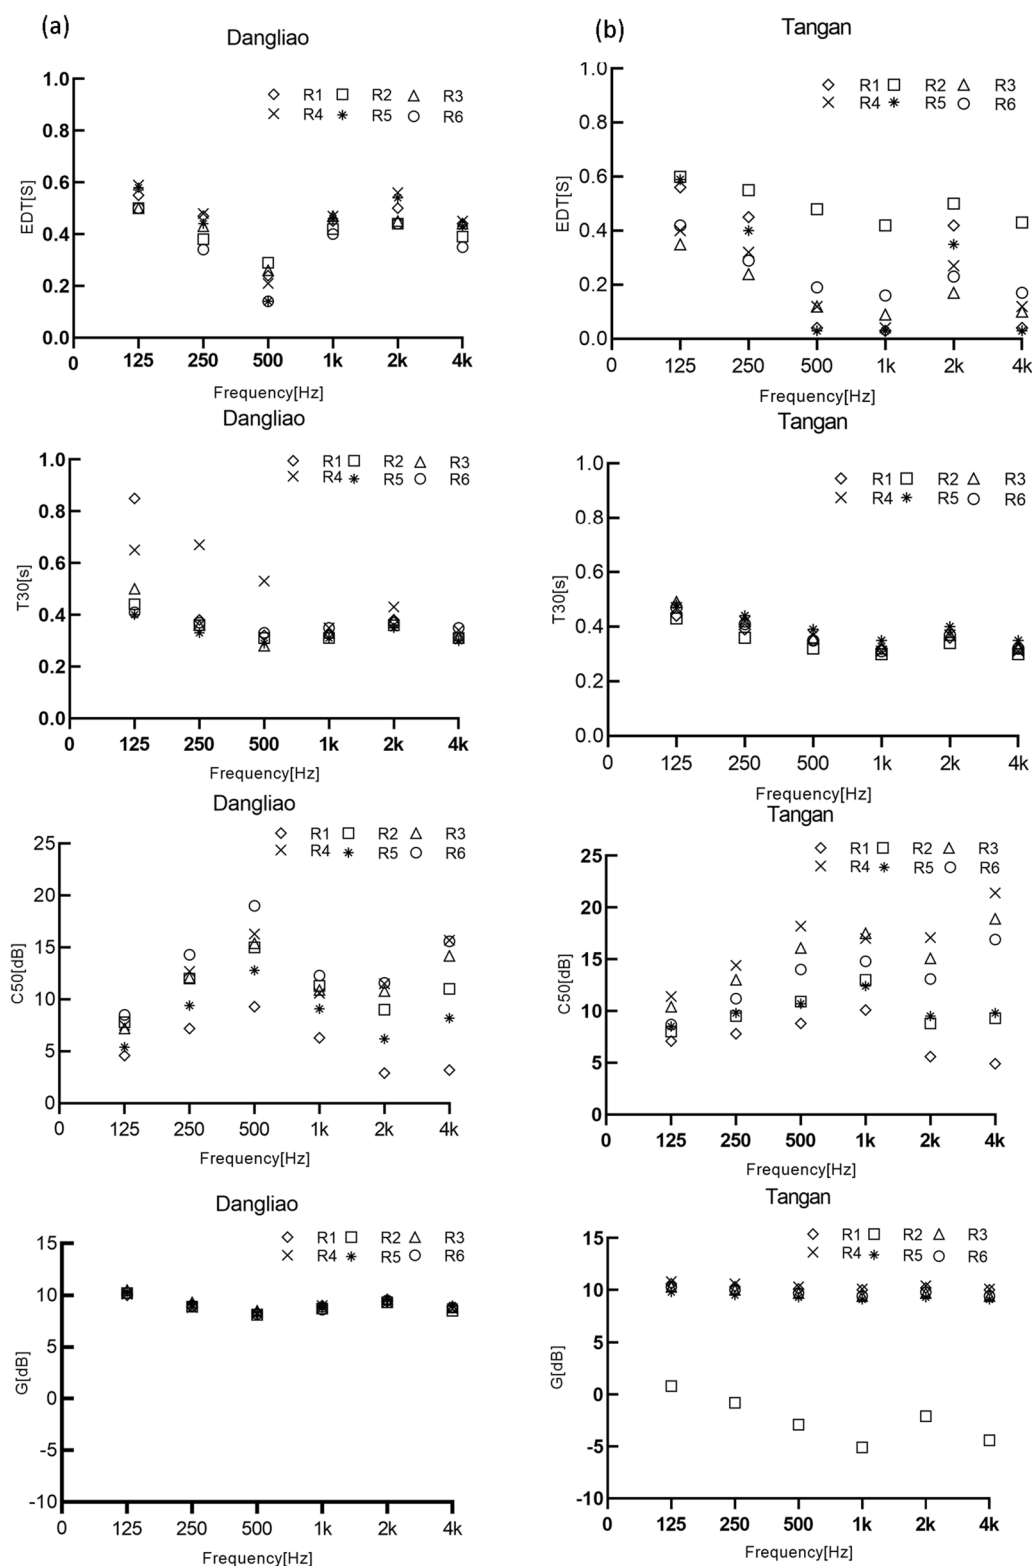 (a)
Dangliao
R1 R2 R3
R4 R5 R6
1.0
0.8
0.6
0.4
0.2
0.0
EDT[S]
0 125 250 500 1k 2k 4k
Frequency[Hz]
Dangliao
R1 R2 R3
R4 R5 R6
1.0
0.8
0.6
0.4
0.2
0.0
T30[s]
0 125 250 500 1k 2k 4k
Frequency[Hz]
Dangliao
R1 R2 R3
R4 R5 R6
25
20
15
10
5
0
C50[dB]
0 125 250 500 1k 2k 4k
Frequency[Hz]
Dangliao
R1 R2 R3
R4 R5 R6
15
10
5
0
-5
-10
G[dB]
0 125 250 500 1k 2k 4k
Frequency[Hz]
(b)
Tangan
R1 R2 R3
R4 R5 R6
1.0
0.8
0.6
0.4
0.2
0.0
EDT[S]
0 125 250 500 1k 2k 4k
Frequency[Hz]
Tangan
R1 R2 R3
R4 R5 R6
1.0
0.8
0.6
0.4
0.2
0.0
T30[s]
0 125 250 500 1k 2k 4k
Frequency[Hz]
Tangan
R1 R2 R3
R4 R5 R6
25
20
15
10
5
0
C50[dB]
0 125 250 500 1k 2k 4k
Frequency[Hz]
Tangan
R1 R2 R3
R4 R5 R6
15
10
5
0
-5
-10
G[dB]
0 125 250 500 1k 2k 4k
Frequency[Hz]